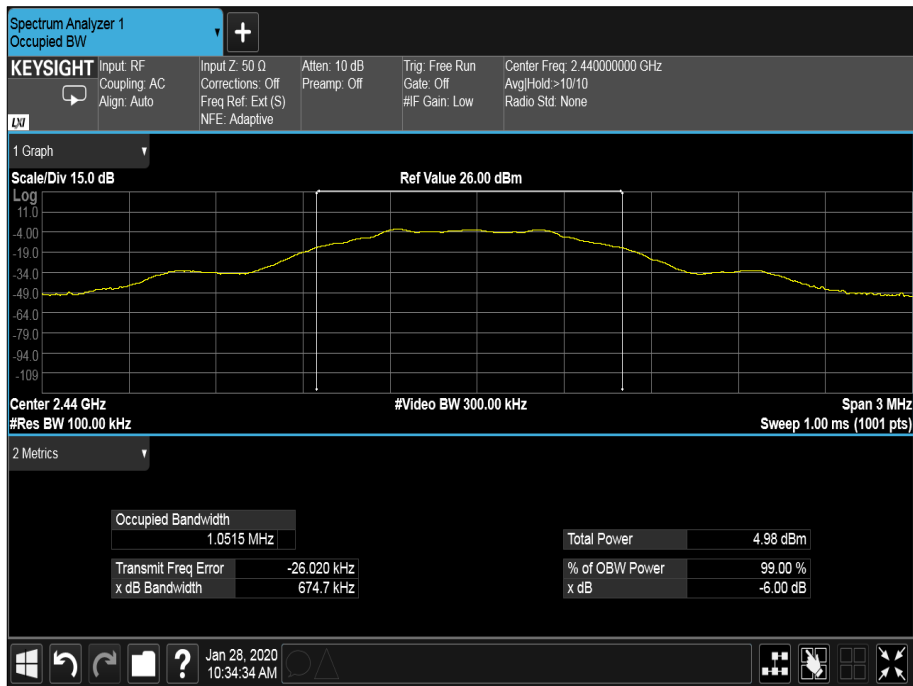 Spectrum Analyzer 1
Occupied BW
+
KEYSIGHT
LXI
Input: RF
Coupling: AC
Align: Auto
Input Z: 50 Ω
Corrections: Off
Freq Ref: Ext (S)
NFE: Adaptive
Atten: 10 dB
Preamp: Off
Trig: Free Run
Gate: Off
#IF Gain: Low
Center Freq: 2.440000000 GHz
Avg|Hold:>10/10
Radio Std: None
1 Graph
Scale/Div 15.0 dB
Ref Value 26.00 dBm
Log
11.0
-4.00
-19.0
-34.0
-49.0
-64.0
-79.0
-94.0
-109
Center 2.44 GHz
#Video BW 300.00 kHz
Span 3 MHz
#Res BW 100.00 kHz
Sweep 1.00 ms (1001 pts)
2 Metrics
Occupied Bandwidth
1.0515 MHz
Total Power 4.98 dBm
Transmit Freq Error -26.020 kHz
% of OBW Power 99.00 %
x dB Bandwidth 674.7 kHz
x dB -6.00 dB
?
Jan 28, 2020
10:34:34 AM